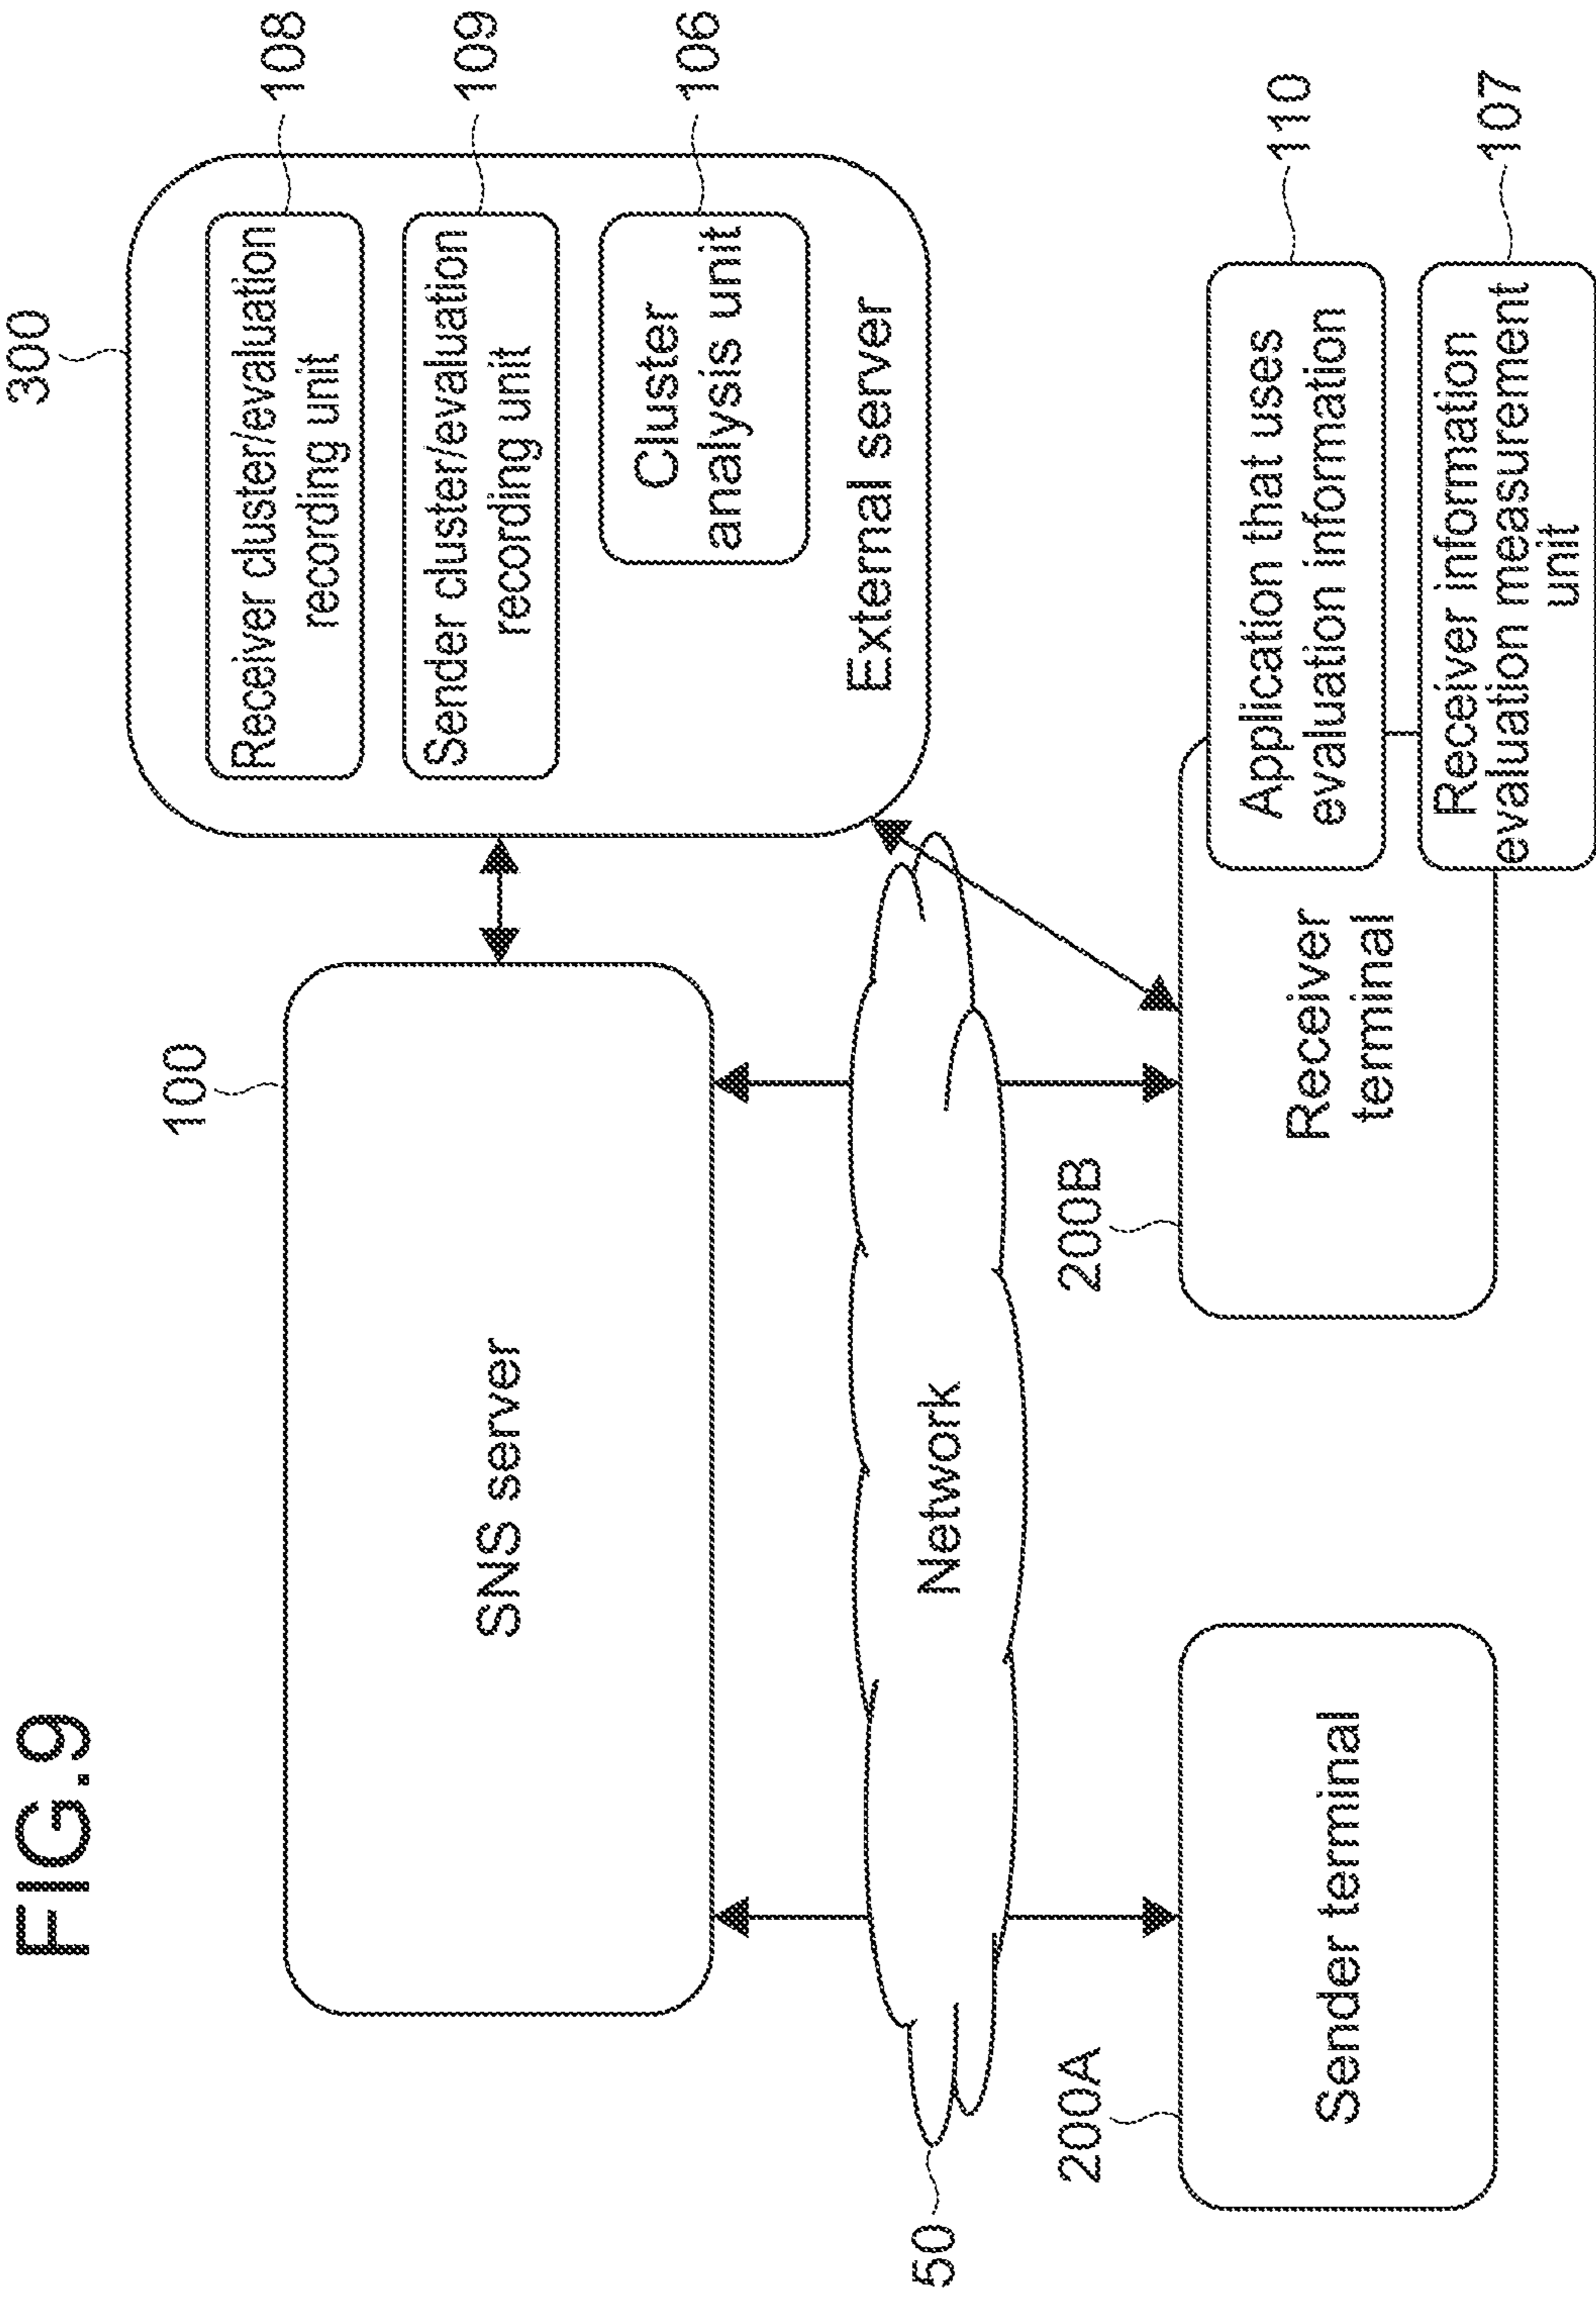 FIG.9
300
100
SNS server
Receiver cluster/evaluation
recording unit
108
Sender cluster/evaluation
recording unit
109
Cluster
analysis unit
106
External server
50
Network
200A
Sender terminal
200B
Receiver
terminal
Application that uses
evaluation information
110
Receiver information
evaluation measurement
unit
107